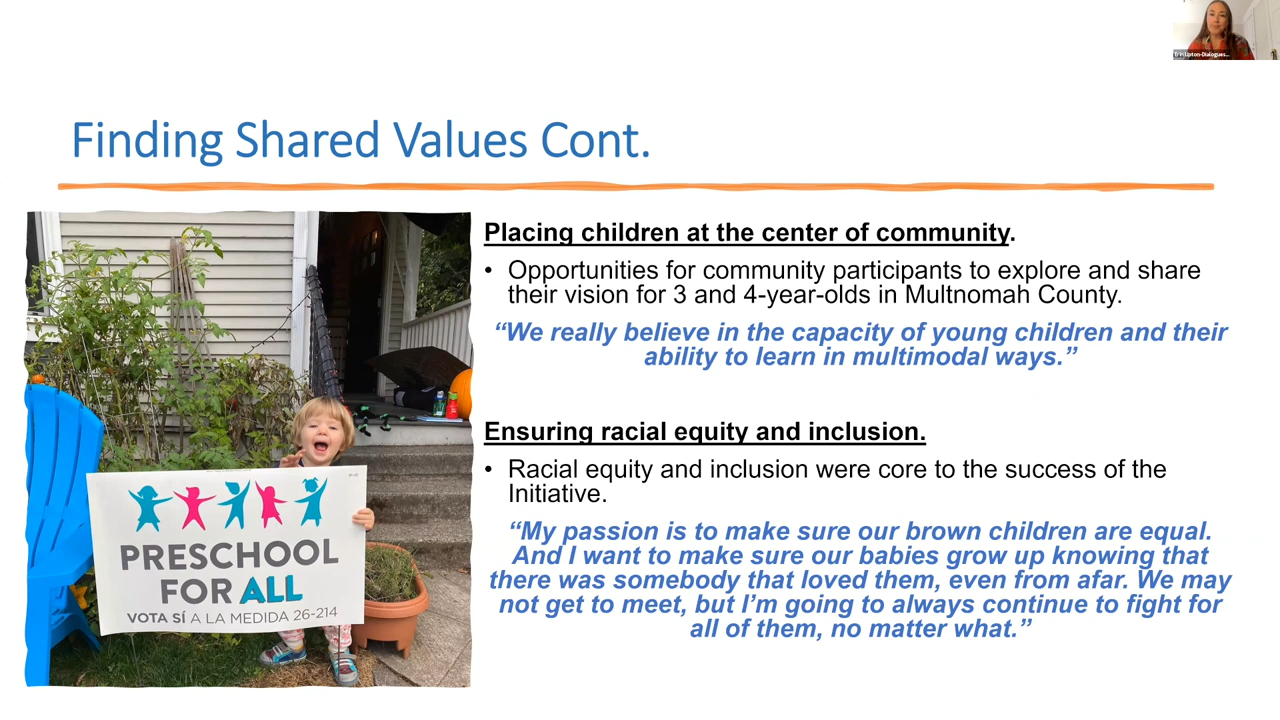 Erin Upton-Dialogues...
Finding Shared Values Cont.
Placing children at the center of community.
• Opportunities for community participants to explore and share
their vision for 3 and 4-year-olds in Multnomah County.
“We really believe in the capacity of young children and their
ability to learn in multimodal ways.”
Ensuring racial equity and inclusion.
• Racial equity and inclusion were core to the success of the
Initiative.
“My passion is to make sure our brown children are equal.
And I want to make sure our babies grow up knowing that
there was somebody that loved them, even from afar. We may
not get to meet, but I’m going to always continue to fight for
all of them, no matter what.”
PRESCHOOL
FOR ALL
VOTA SÍ A LA MEDIDA 26-214